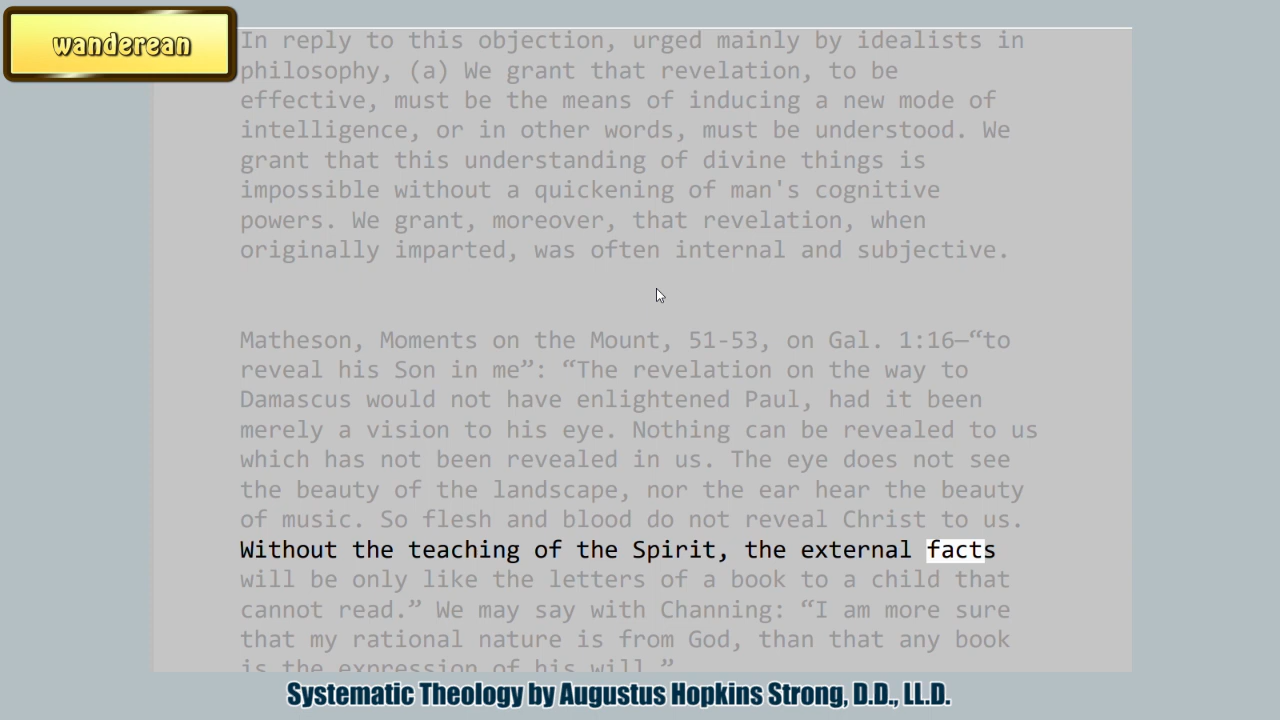 wanderean
In reply to this objection, urged mainly by idealists in
philosophy, (a) We grant that revelation, to be
effective, must be the means of inducing a new mode of
intelligence, or in other words, must be understood. We
grant that this understanding of divine things is
impossible without a quickening of man's cognitive
powers. We grant, moreover, that revelation, when
originally imparted, was often internal and subjective.
Matheson, Moments on the Mount, 51-53, on Gal. 1:16—“to
reveal his Son in me”: “The revelation on the way to
Damascus would not have enlightened Paul, had it been
merely a vision to his eye. Nothing can be revealed to us
which has not been revealed in us. The eye does not see
the beauty of the landscape, nor the ear hear the beauty
of music. So flesh and blood do not reveal Christ to us.
Without the teaching of the Spirit, the external facts
will be only like the letters of a book to a child that
cannot read.” We may say with Channing: “I am more sure
that my rational nature is from God, than that any book
is the expression of his will.”
Systematic Theology by Augustus Hopkins Strong, D.D., LL.D.